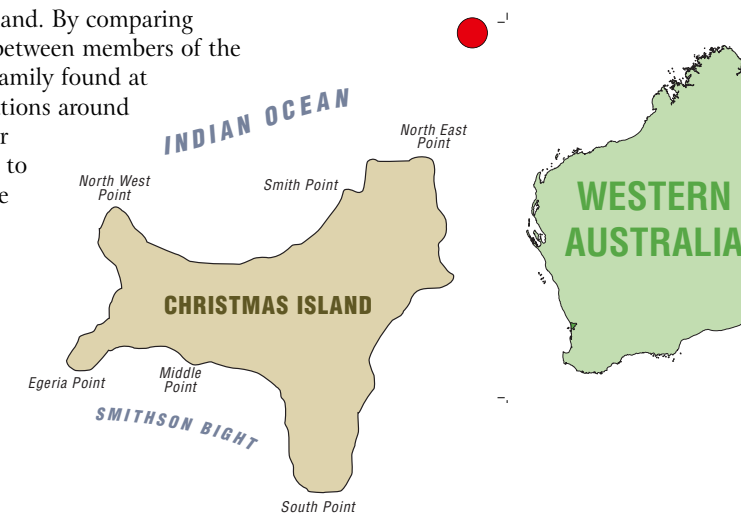 and. By comparing
between members of the
amily found at
tions around
r
to
e
INDIAN OCEAN
North East
Point
Smith Point
North West
Point
CHRISTMAS ISLAND
WESTERN
AUSTRALIA
Egeria Point
Middle
Point
SMITHSON BIGHT
South Point